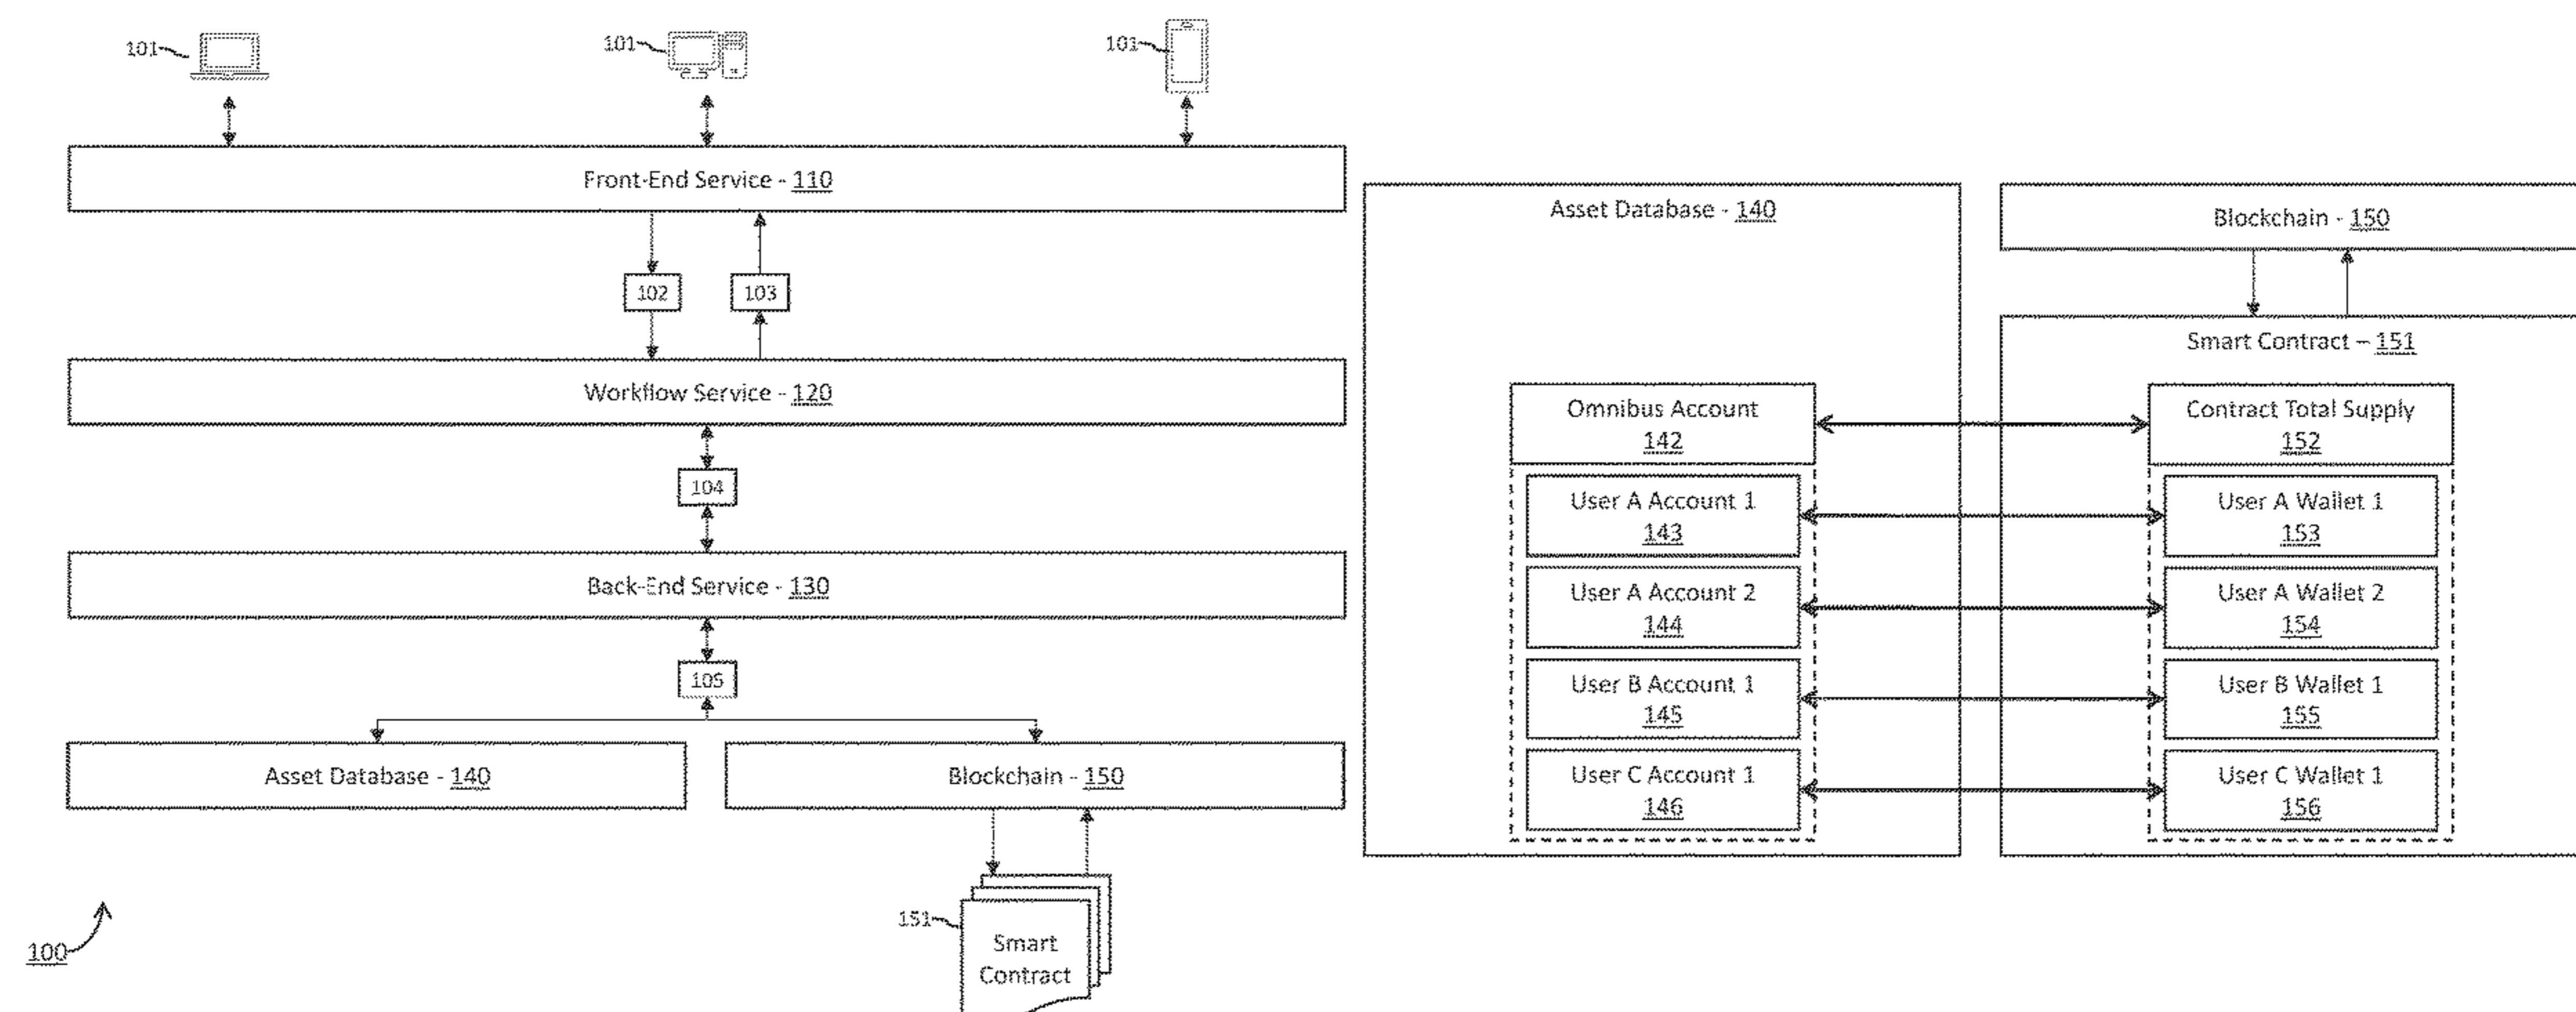 101
101
101
Front-End Service - 110
102
103
Workflow Service - 120
104
Back-End Service - 130
105
Asset Database - 140
Blockchain - 150
151
Smart
Contract
100
Asset Database - 140
Omnibus Account
142
User A Account 1
143
User A Account 2
144
User B Account 1
145
User C Account 1
146
Blockchain - 150
Smart Contract – 151
Contract Total Supply
152
User A Wallet 1
153
User A Wallet 2
154
User B Wallet 1
155
User C Wallet 1
156